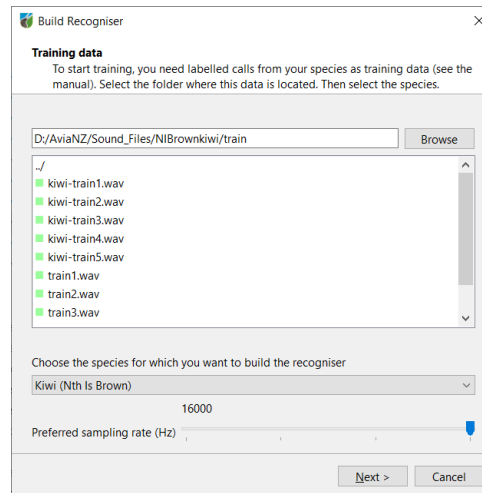 Build Recogniser
Training data
To start training, you need labelled calls from your species as training data (see the
manual). Select the folder where this data is located. Then select the species.
D:/AviaNZ/Sound_Files/NIBrownkiwi/train
Browse
../
kiwi-train1.wav
kiwi-train2.wav
kiwi-train3.wav
kiwi-train4.wav
kiwi-train5.wav
train1.wav
train2.wav
train3.wav
Choose the species for which you want to build the recogniser
Kiwi (Nth Is Brown)
16000
Preferred sampling rate (Hz)
Next >
Cancel